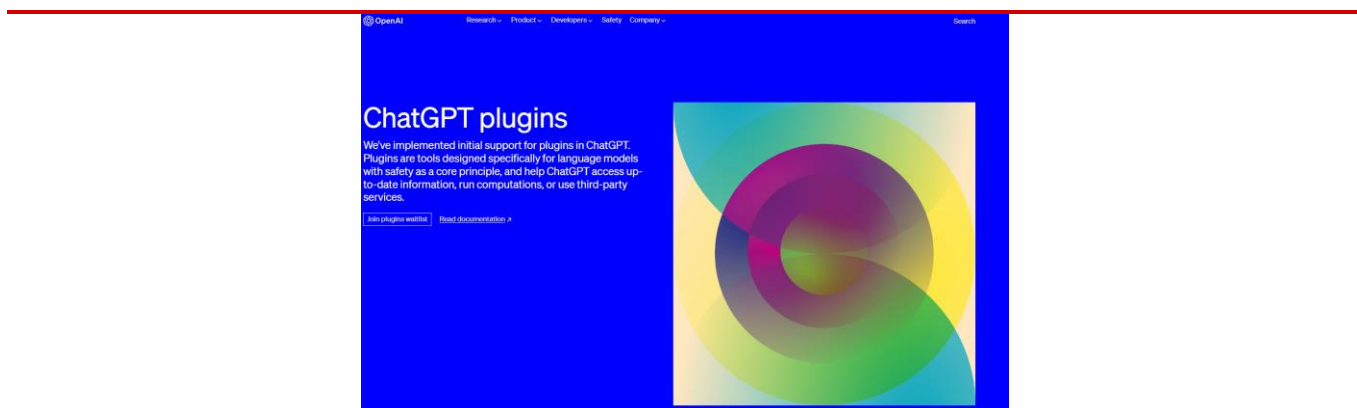 OpenAI Research Product Developers Safety Company Search
ChatGPT plugins
We've implemented initial support for plugins in ChatGPT.
Plugins are tools designed specifically for language models
with safety as a core principle, and help ChatGPT access up-
to-date information, run computations, or use third-party
services.
Join plugins waitlist Read documentation ↗